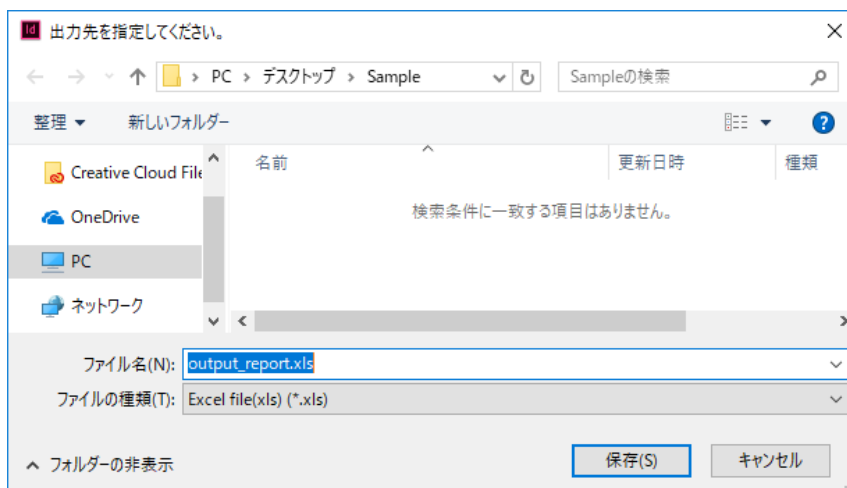 Id 出力先を指定してください。
> PC > デスクトップ > Sample
Sampleの検索
整理 新しいフォルダー
?
名前 更新日時 種類
検索条件に一致する項目はありません。
Creative Cloud File
OneDrive
PC
ネットワーク
ファイル名(N): output_report.xls
ファイルの種類(T): Excel file(xls) (*.xls)
フォルダーの非表示
保存(S) キャンセル